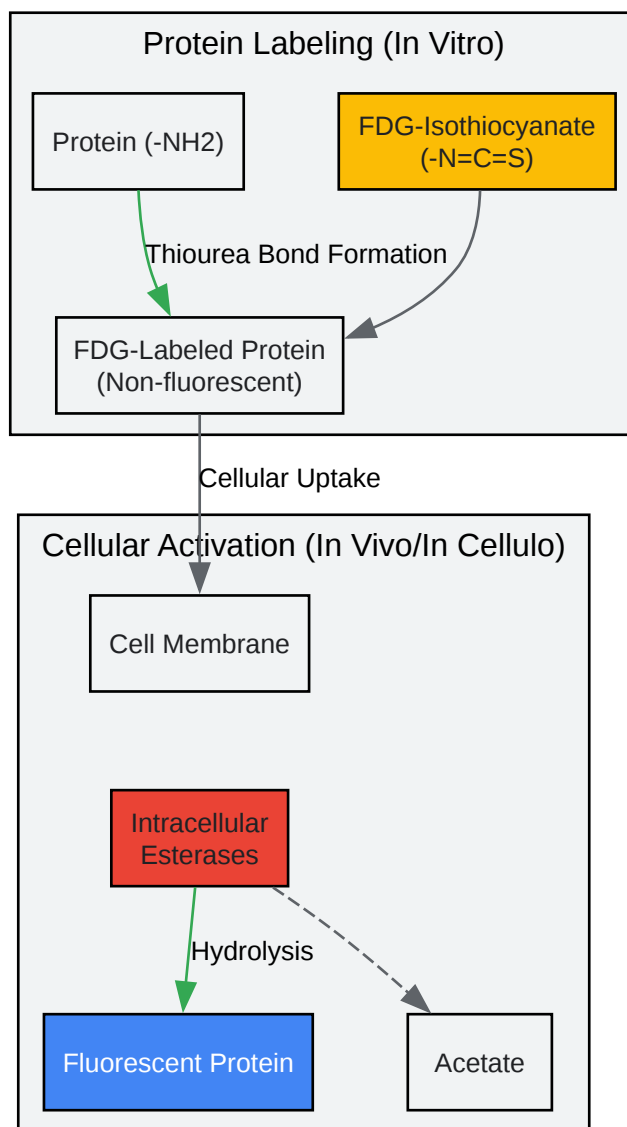 Protein Labeling (In Vitro)
Protein (-NH2)
FDG-Isothiocyanate
(-N=C=S)
Thiourea Bond Formation
FDG-Labeled Protein
(Non-fluorescent)
Cellular Uptake
Cellular Activation (In Vivo/In Cellulo)
Cell Membrane
Intracellular
Esterases
Hydrolysis
Fluorescent Protein
Acetate